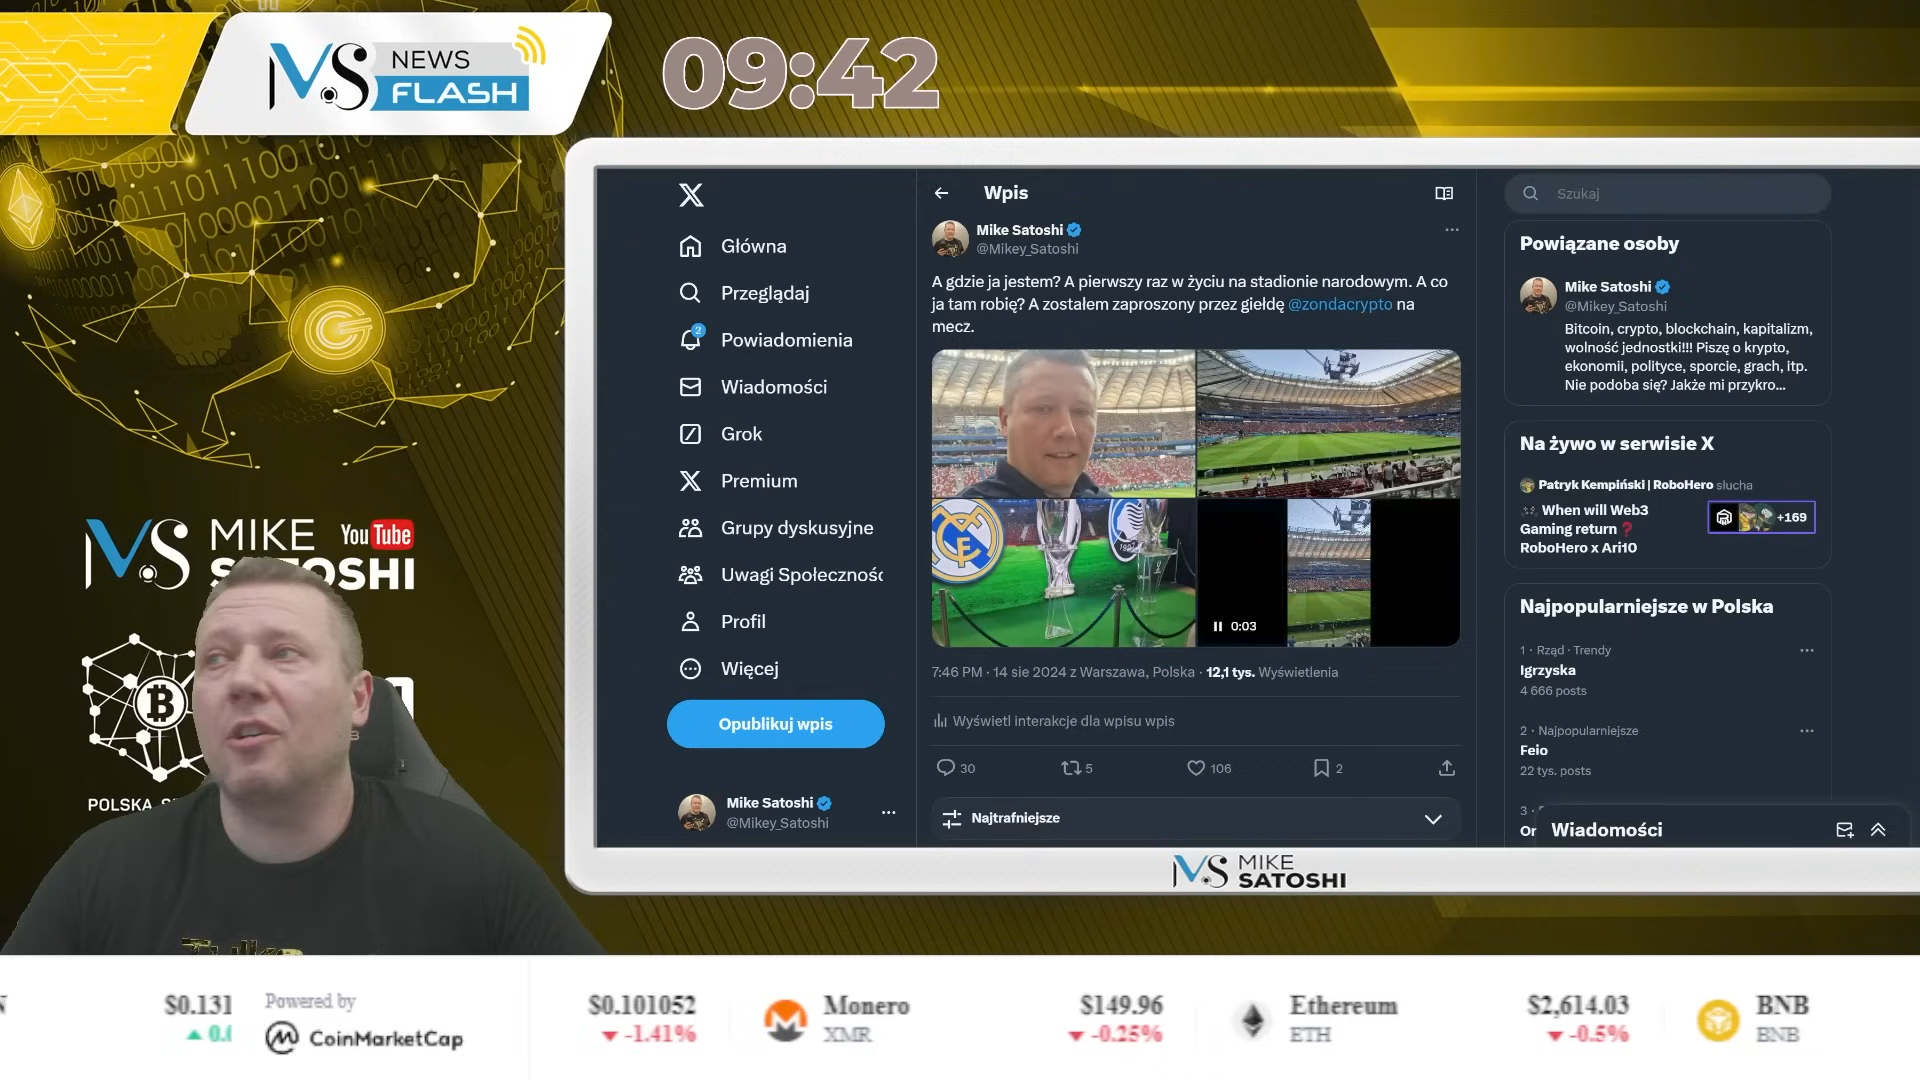 MS NEWS
FLASH
09:42
MS MIKE
SATOSHI
YouTube
POLSKA
Główna
Przeglądaj
2
Powiadomienia
Wiadomości
Grok
Premium
Grupy dyskusyjne
Uwagi Społecznośc
Profil
Więcej
Opublikuj wpis
Mike Satoshi
@Mikey_Satoshi
Wpis
Mike Satoshi
@Mikey_Satoshi
A gdzie ja jestem? A pierwszy raz w życiu na stadionie narodowym. A co
ja tam robię? A zostałem zaproszony przez giełdę @zondacrypto na
mecz.
0:03
7:46 PM · 14 sie 2024 z Warszawa, Polska · 12,1 tys. Wyświetlenia
Wyświetl interakcje dla wpisu wpis
30 5 106 2
Najtrafniejsze
Szukaj
Powiązane osoby
Mike Satoshi
@Mikey_Satoshi
Bitcoin, crypto, blockchain, kapitalizm,
wolność jednostki!!! Piszę o krypto,
ekonomii, polityce, sporcie, grach, itp.
Nie podoba się? Jakże mi przykro...
Na żywo w serwisie X
Patryk Kempiński | RoboHero słucha
When will Web3
Gaming return❓
RoboHero x Ari10
+169
Najpopularniejsze w Polska
1 · Rząd · Trendy
Igrzyska
4 666 posts
2 · Najpopularniejsze
Feio
22 tys. posts
3 ·
Or
Wiadomości
MS MIKE
SATOSHI
$0.131
Powered by
CoinMarketCap
$0.101052
-1.41%
Monero
XMR
$149.96
-0.25%
Ethereum
ETH
$2,614.03
-0.5%
BNB
BNB